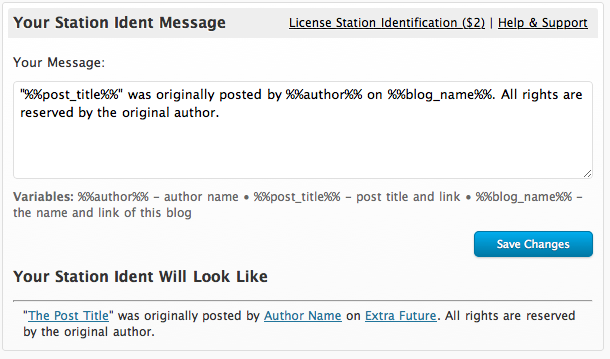 Your Station Ident Message License Station Identification ($2) | Help & Support
Your Message:
"%%post_title%%" was originally posted by %%author%% on %%blog_name%%. All rights are
reserved by the original author.
Variables: %%author%% - author name • %%post_title%% - post title and link • %%blog_name%% -
the name and link of this blog
Save Changes
Your Station Ident Will Look Like
"The Post Title" was originally posted by Author Name on Extra Future. All rights are reserved
by the original author.